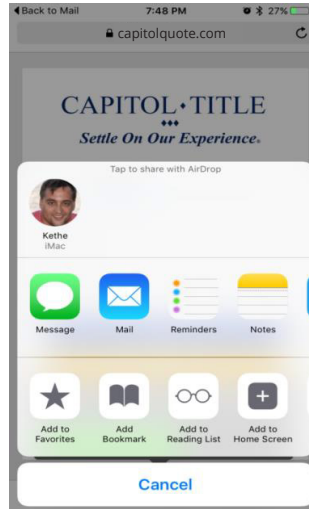 Back to Mail 7:48 PM 27%
capitolquote.com
CAPITOL·TITLE
Settle On Our Experience.
Tap to share with AirDrop
Kethe
iMac
Message Mail Reminders Notes
Add to Favorites Add Bookmark Add to Reading List Add to Home Screen
Cancel